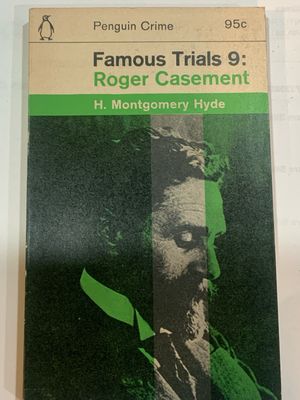 Penguin Crime 95c
Famous Trials 9:
Roger Casement
H. Montgomery Hyde